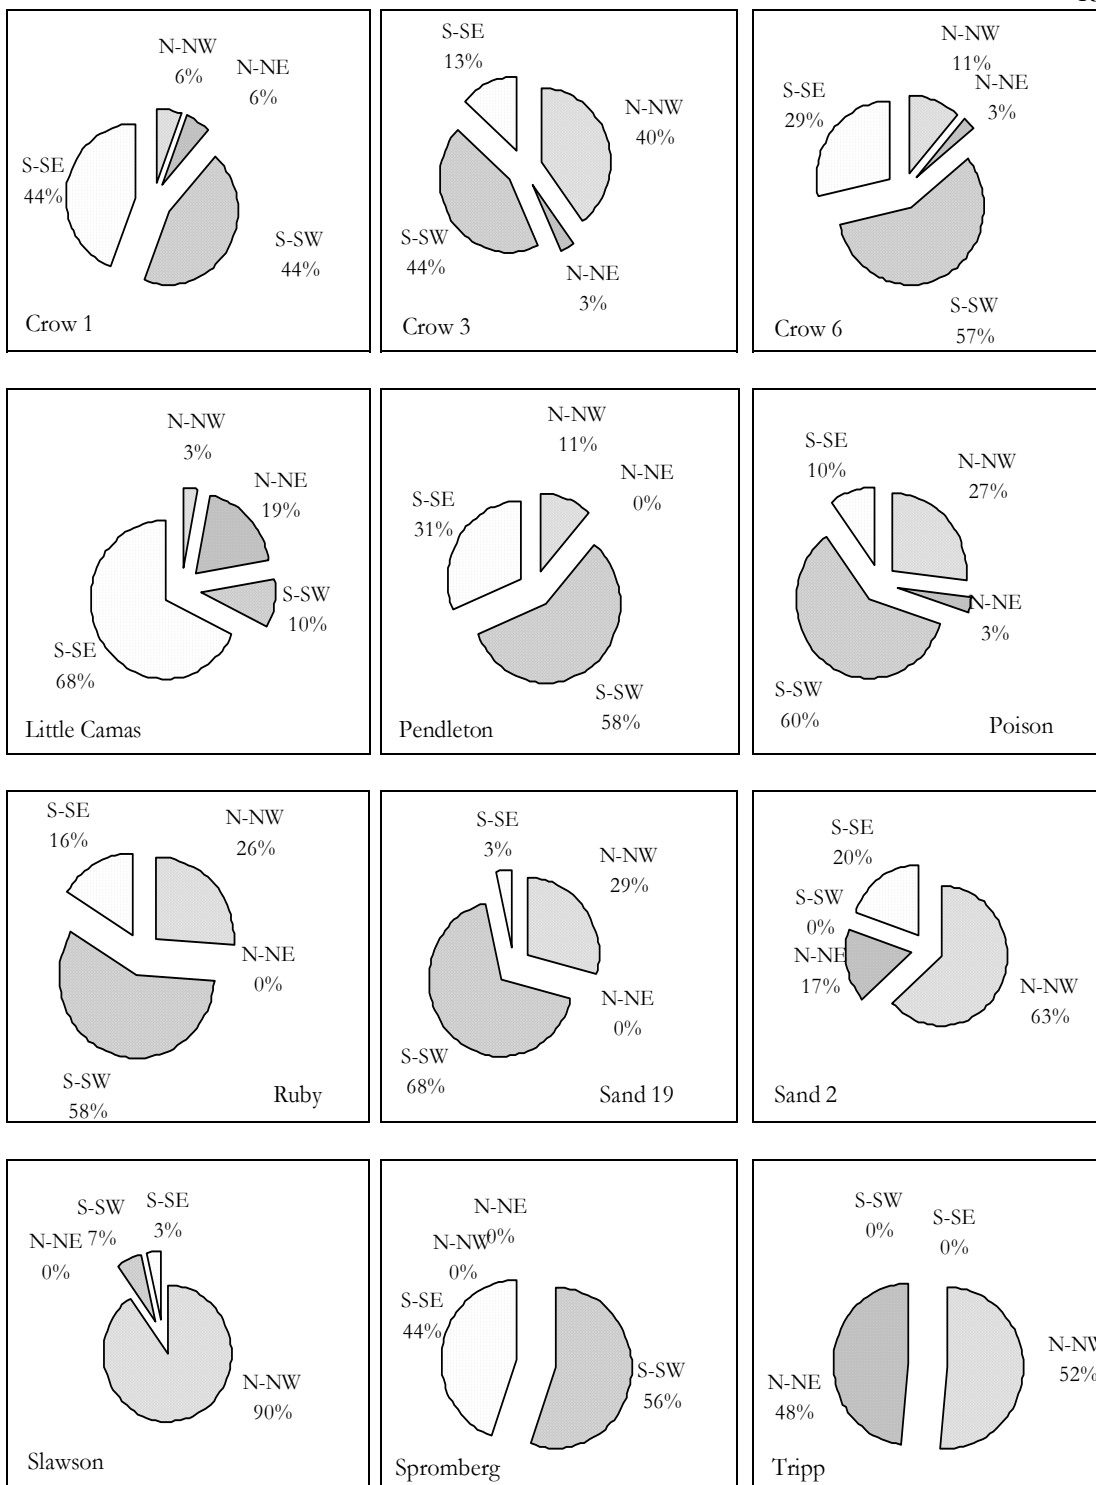 N-NW
6%
N-NE
6%
S-SE
44%
S-SW
44%
Crow 1
S-SE
13%
N-NW
40%
S-SW
44%
N-NE
3%
Crow 3
N-NW
11%
N-NE
3%
S-SE
29%
S-SW
57%
Crow 6
N-NW
3%
N-NE
19%
S-SW
10%
S-SE
68%
Little Camas
N-NW
11%
N-NE
0%
S-SE
31%
S-SW
58%
Pendleton
S-SE
10%
N-NW
27%
N-NE
3%
S-SW
60%
Poison
S-SE
16%
N-NW
26%
N-NE
0%
S-SW
58%
Ruby
S-SE
3%
N-NW
29%
N-NE
0%
S-SW
68%
Sand 19
S-SE
20%
S-SW
0%
N-NE
17%
N-NW
63%
Sand 2
S-SW
7%
S-SE
3%
N-NE
0%
N-NW
90%
Slawson
N-NE
0%
N-NW
0%
S-SE
44%
S-SW
56%
Spromberg
S-SW
0%
S-SE
0%
N-NW
52%
N-NE
48%
Tripp